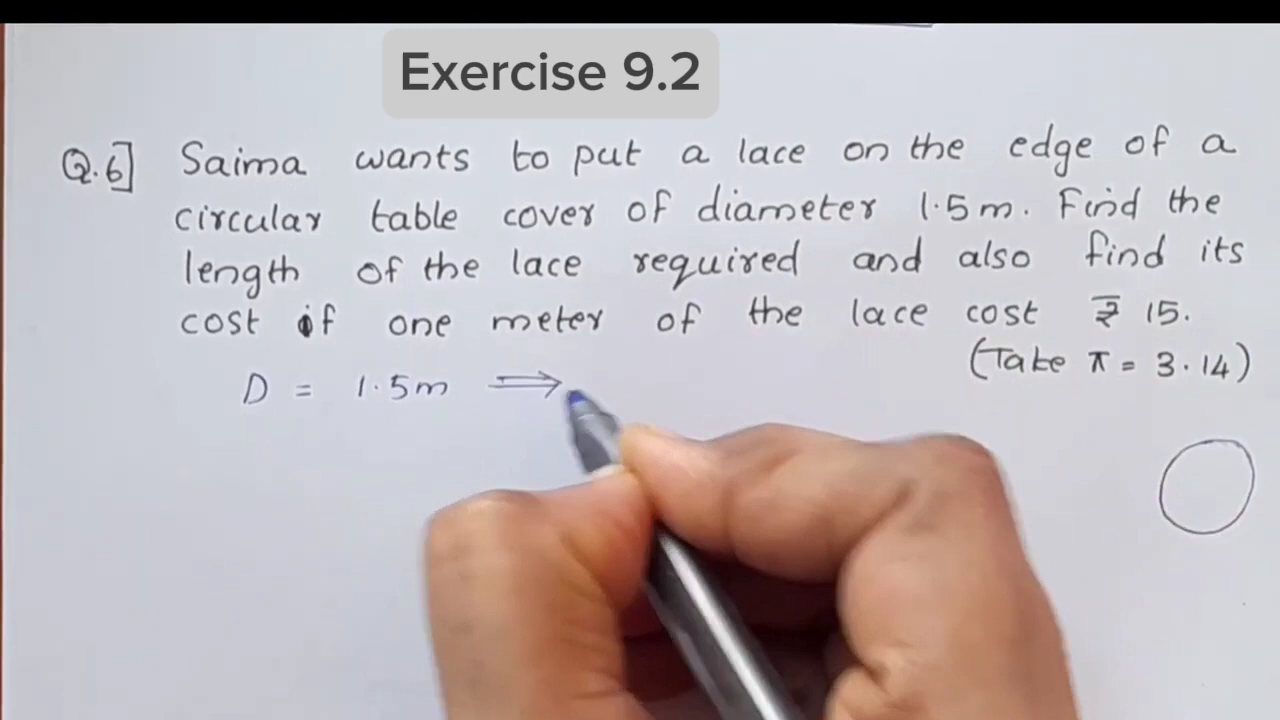 Exercise 9.2
Q.6] Saima wants to put a lace on the edge of a
circular table cover of diameter 1.5m. Find the
length of the lace required and also find its
cost if one meter of the lace cost ₹ 15.
(Take π = 3.14)
D = 1.5m ⟹